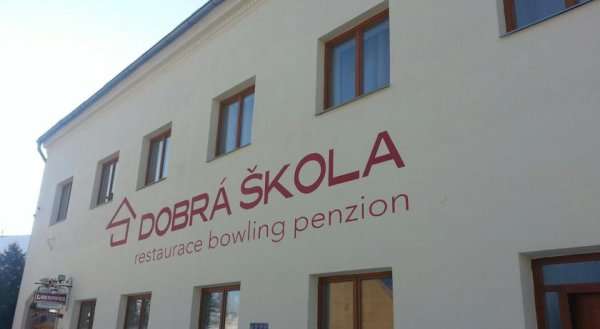 DOBRÁ ŠKOLA
restaurace bowling penzion